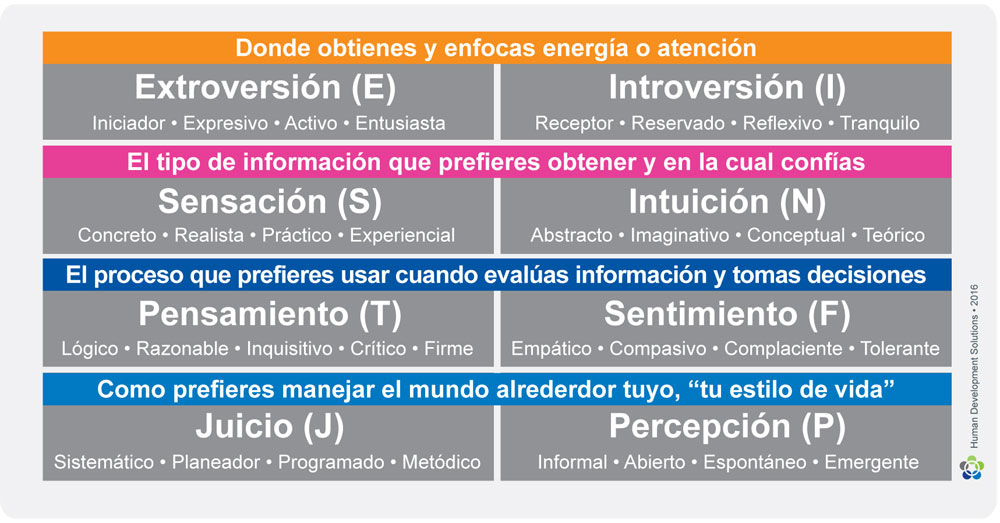 Donde obtienes y enfocas energía o atención
Extroversión (E)
Iniciador • Expresivo • Activo • Entusiasta
Introversión (I)
Receptor • Reservado • Reflexivo • Tranquilo
El tipo de información que prefieres obtener y en la cual confías
Sensación (S)
Concreto • Realista • Práctico • Experiencial
Intuición (N)
Abstracto • Imaginativo • Conceptual • Teórico
El proceso que prefieres usar cuando evalúas información y tomas decisiones
Pensamiento (T)
Lógico • Razonable • Inquisitivo • Crítico • Firme
Sentimiento (F)
Empático • Compasivo • Complaciente • Tolerante
Como prefieres manejar el mundo alrederdor tuyo, “tu estilo de vida”
Juicio (J)
Sistemático • Planeador • Programado • Metódico
Percepción (P)
Informal • Abierto • Espontáneo • Emergente
Human Development Solutions • 2016